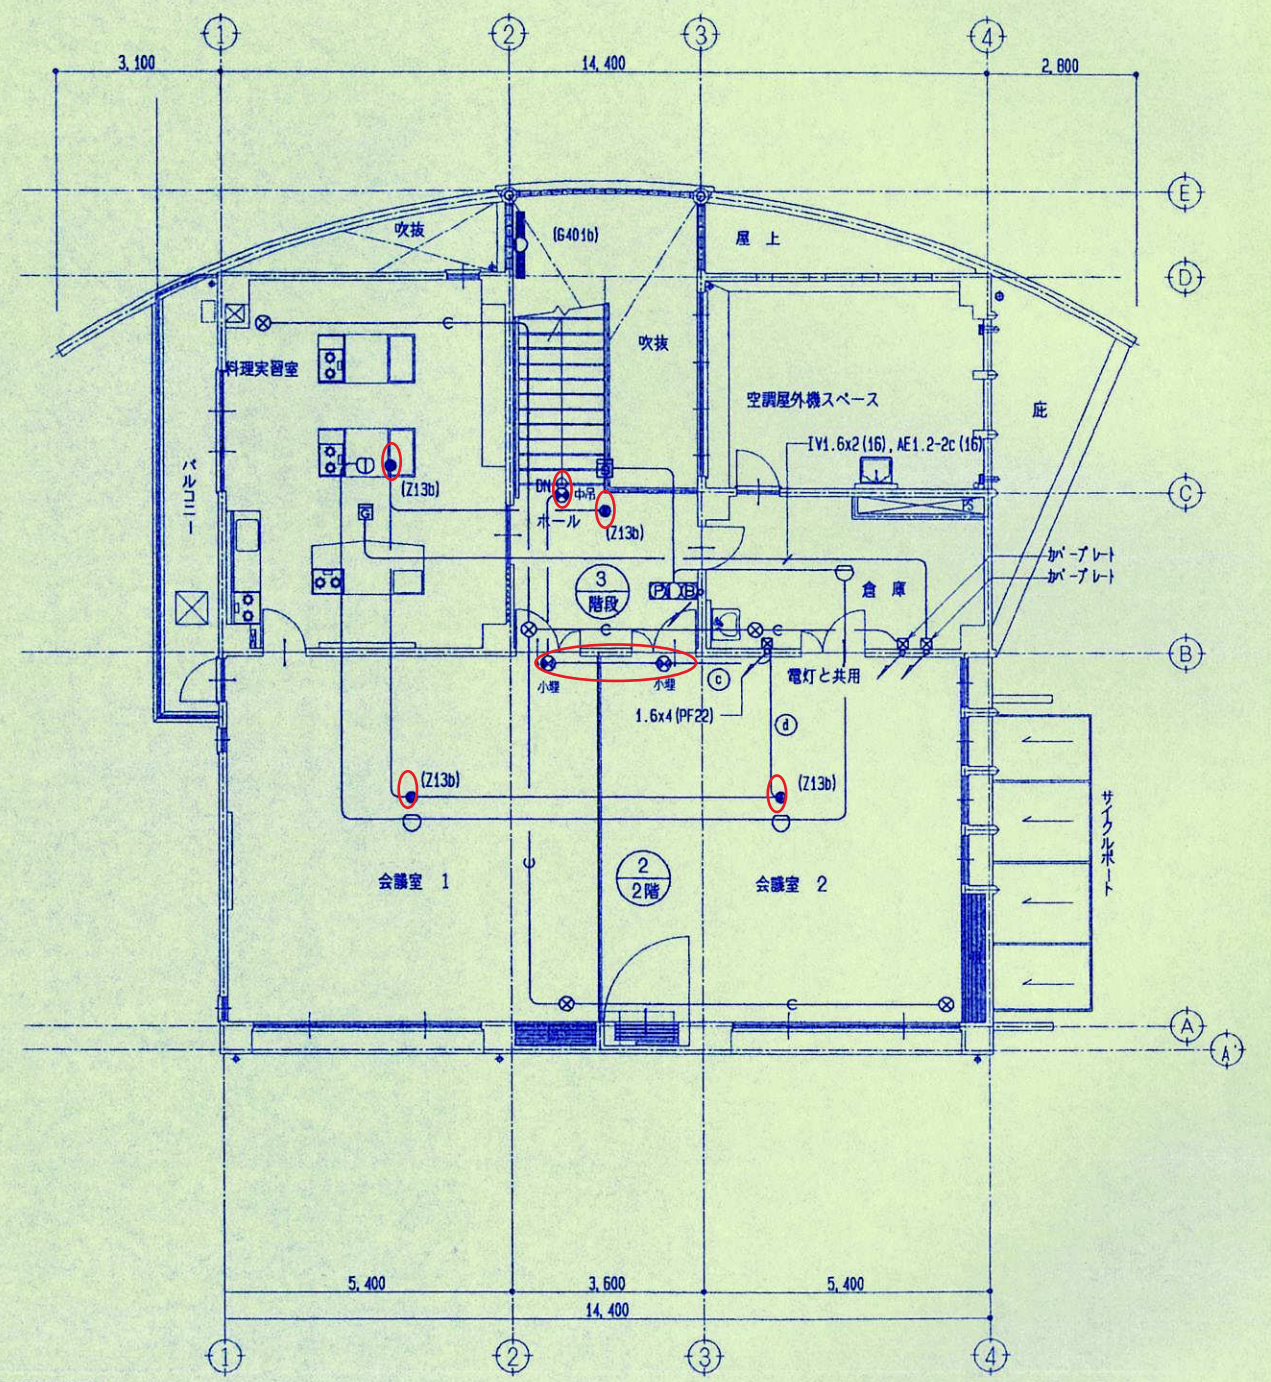 1
2
3
4
3,100
14,400
2,800
E
吹抜
(G401b)
屋上
D
吹抜
料理実習室
空調屋外機スペース
庇
IV1.6x2(16), AE1.2-2c(16)
バルコニー
(Z13b)
DN
中吊
C
ホール
(Z13b)
G
カバープレート
カバープレート
3
階段
倉庫
B
小型
小型
c
電灯と共用
1.6x4(PF22)
d
(Z13b)
(Z13b)
サイクルポート
会議室 1
2
2階
会議室 2
A
A'
5,400
3,600
5,400
14,400
1
2
3
4